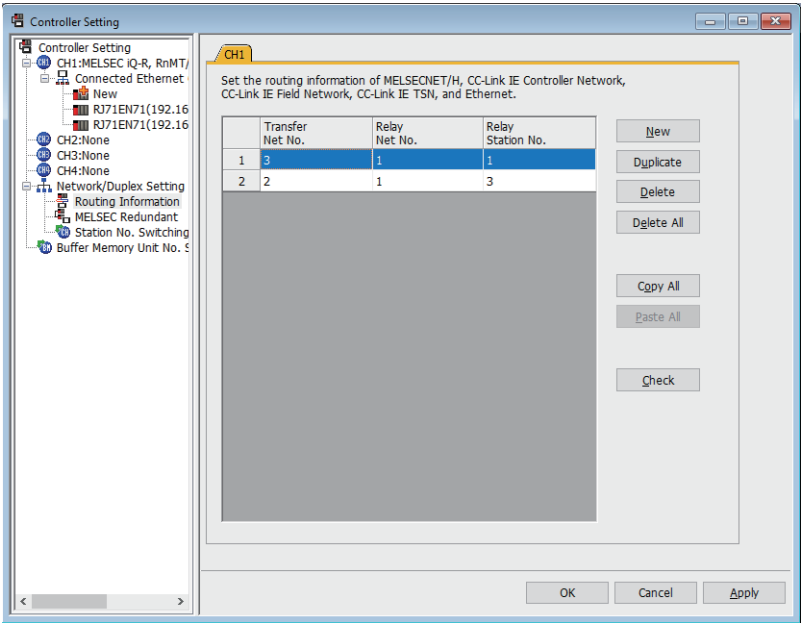 Controller Setting
Controller Setting
CH1:MELSEC iQ-R, RnMT/
Connected Ethernet
New
RJ71EN71(192.16
RJ71EN71(192.16
CH2:None
CH3:None
CH4:None
Network/Duplex Setting
Routing Information
MELSEC Redundant
Station No. Switching
Buffer Memory Unit No. S
CH1
Set the routing information of MELSECNET/H, CC-Link IE Controller Network,
CC-Link IE Field Network, CC-Link IE TSN, and Ethernet.
Transfer Net No. Relay Net No. Relay Station No.
1 3 1 1
2 2 1 3
New
Duplicate
Delete
Delete All
Copy All
Paste All
Check
OK Cancel Apply